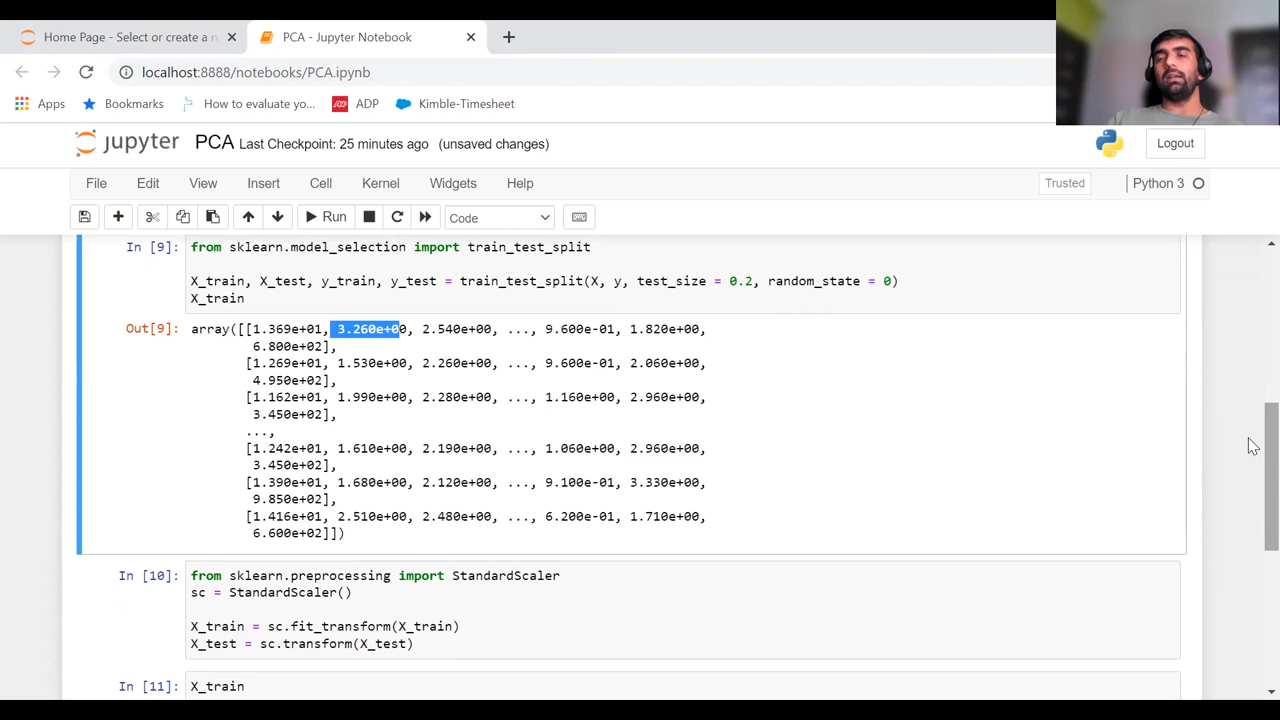 Home Page - Select or create a n
PCA - Jupyter Notebook
localhost:8888/notebooks/PCA.ipynb
Apps Bookmarks How to evaluate yo... ADP Kimble-Timesheet
jupyter PCA Last Checkpoint: 25 minutes ago (unsaved changes) Logout
File Edit View Insert Cell Kernel Widgets Help Trusted Python 3
Run Code
In [9]: from sklearn.model_selection import train_test_split
X_train, X_test, y_train, y_test = train_test_split(X, y, test_size = 0.2, random_state = 0)
X_train
Out[9]: array([[1.369e+01, 3.260e+00, 2.540e+00, ..., 9.600e-01, 1.820e+00,
6.800e+02],
[1.269e+01, 1.530e+00, 2.260e+00, ..., 9.600e-01, 2.060e+00,
4.950e+02],
[1.162e+01, 1.990e+00, 2.280e+00, ..., 1.160e+00, 2.960e+00,
3.450e+02],
...,
[1.242e+01, 1.610e+00, 2.190e+00, ..., 1.060e+00, 2.960e+00,
3.450e+02],
[1.390e+01, 1.680e+00, 2.120e+00, ..., 9.100e-01, 3.330e+00,
9.850e+02],
[1.416e+01, 2.510e+00, 2.480e+00, ..., 6.200e-01, 1.710e+00,
6.600e+02]])
In [10]: from sklearn.preprocessing import StandardScaler
sc = StandardScaler()
X_train = sc.fit_transform(X_train)
X_test = sc.transform(X_test)
In [11]: X_train